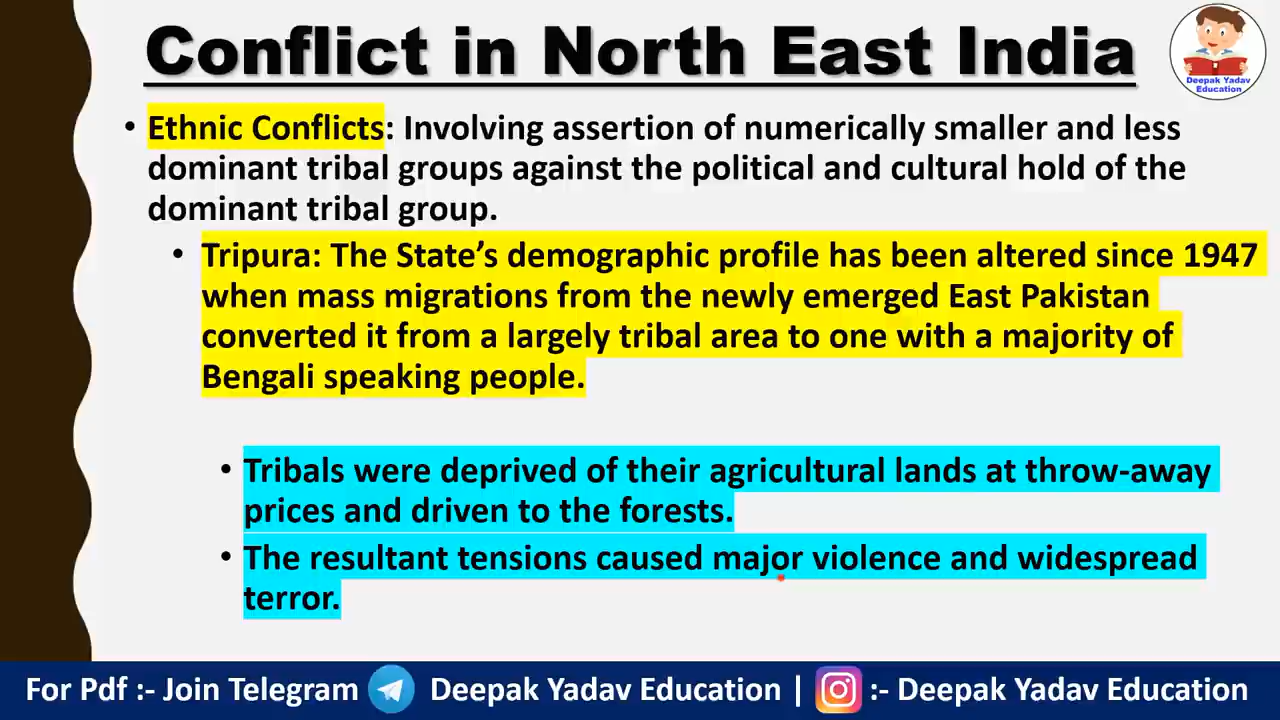 Conflict in North East India
Deepak Yadav
Education
• Ethnic Conflicts: Involving assertion of numerically smaller and less
dominant tribal groups against the political and cultural hold of the
dominant tribal group.
• Tripura: The State’s demographic profile has been altered since 1947
when mass migrations from the newly emerged East Pakistan
converted it from a largely tribal area to one with a majority of
Bengali speaking people.
• Tribals were deprived of their agricultural lands at throw-away
prices and driven to the forests.
• The resultant tensions caused major violence and widespread
terror.
For Pdf :- Join Telegram Deepak Yadav Education | :- Deepak Yadav Education